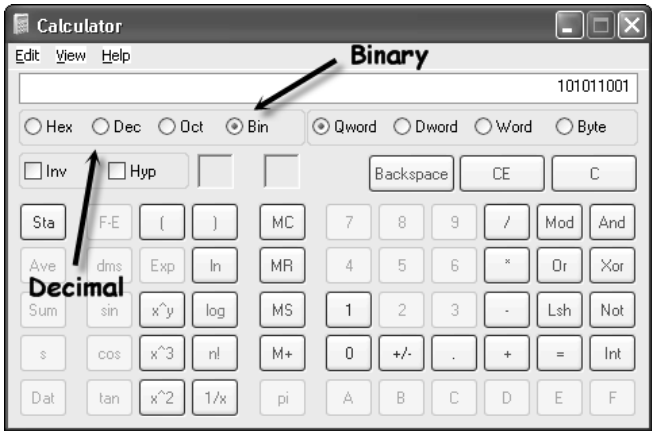 Calculator
Edit View Help
Binary
101011001
Hex Dec Oct Bin Qword Dword Word Byte
Inv Hyp Backspace CE C
Sta F-E ( ) MC 7 8 9 / Mod And
Ave dms Exp ln MR 4 5 6 * Or Xor
Decimal
Sum sin x^y log MS 1 2 3 - Lsh Not
s cos x^3 n! M+ 0 +/- . + = Int
Dat tan x^2 1/x pi A B C D E F